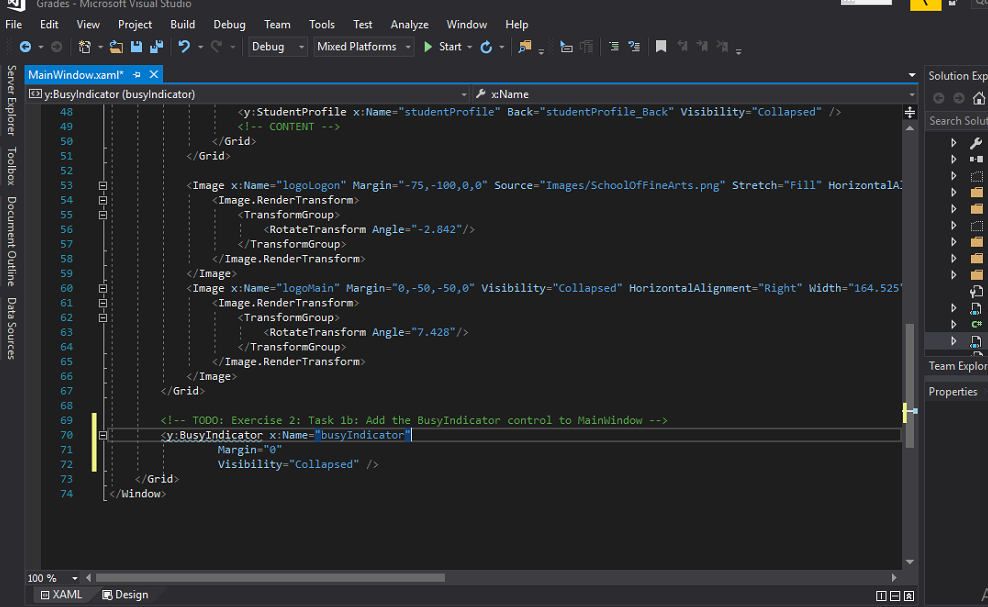 Grades - Microsoft Visual Studio
File Edit View Project Build Debug Team Tools Test Analyze Window Help
Debug Mixed Platforms Start
MainWindow.xaml*
y:BusyIndicator (busyIndicator) x:Name
48 <y:StudentProfile x:Name="studentProfile" Back="studentProfile_Back" Visibility="Collapsed" />
49 <!-- CONTENT -->
50 </Grid>
51 </Grid>
52
53 <Image x:Name="logoLogon" Margin="-75,-100,0,0" Source="Images/SchoolOfFineArts.png" Stretch="Fill" HorizontalAl
54 <Image.RenderTransform>
55 <TransformGroup>
56 <RotateTransform Angle="-2.842"/>
57 </TransformGroup>
58 </Image.RenderTransform>
59 </Image>
60 <Image x:Name="logoMain" Margin="0,-50,-50,0" Visibility="Collapsed" HorizontalAlignment="Right" Width="164.525"
61 <Image.RenderTransform>
62 <TransformGroup>
63 <RotateTransform Angle="7.428"/>
64 </TransformGroup>
65 </Image.RenderTransform>
66 </Image>
67 </Grid>
68
69 <!-- TODO: Exercise 2: Task 1b: Add the BusyIndicator control to MainWindow -->
70 <y:BusyIndicator x:Name="busyIndicator"
71 Margin="0"
72 Visibility="Collapsed" />
73 </Grid>
74 </Window>
100 %
XAML Design
Server Explorer
Toolbox
Document Outline
Data Sources
Solution Exp
Search Solut
C#
Team Explor
Properties